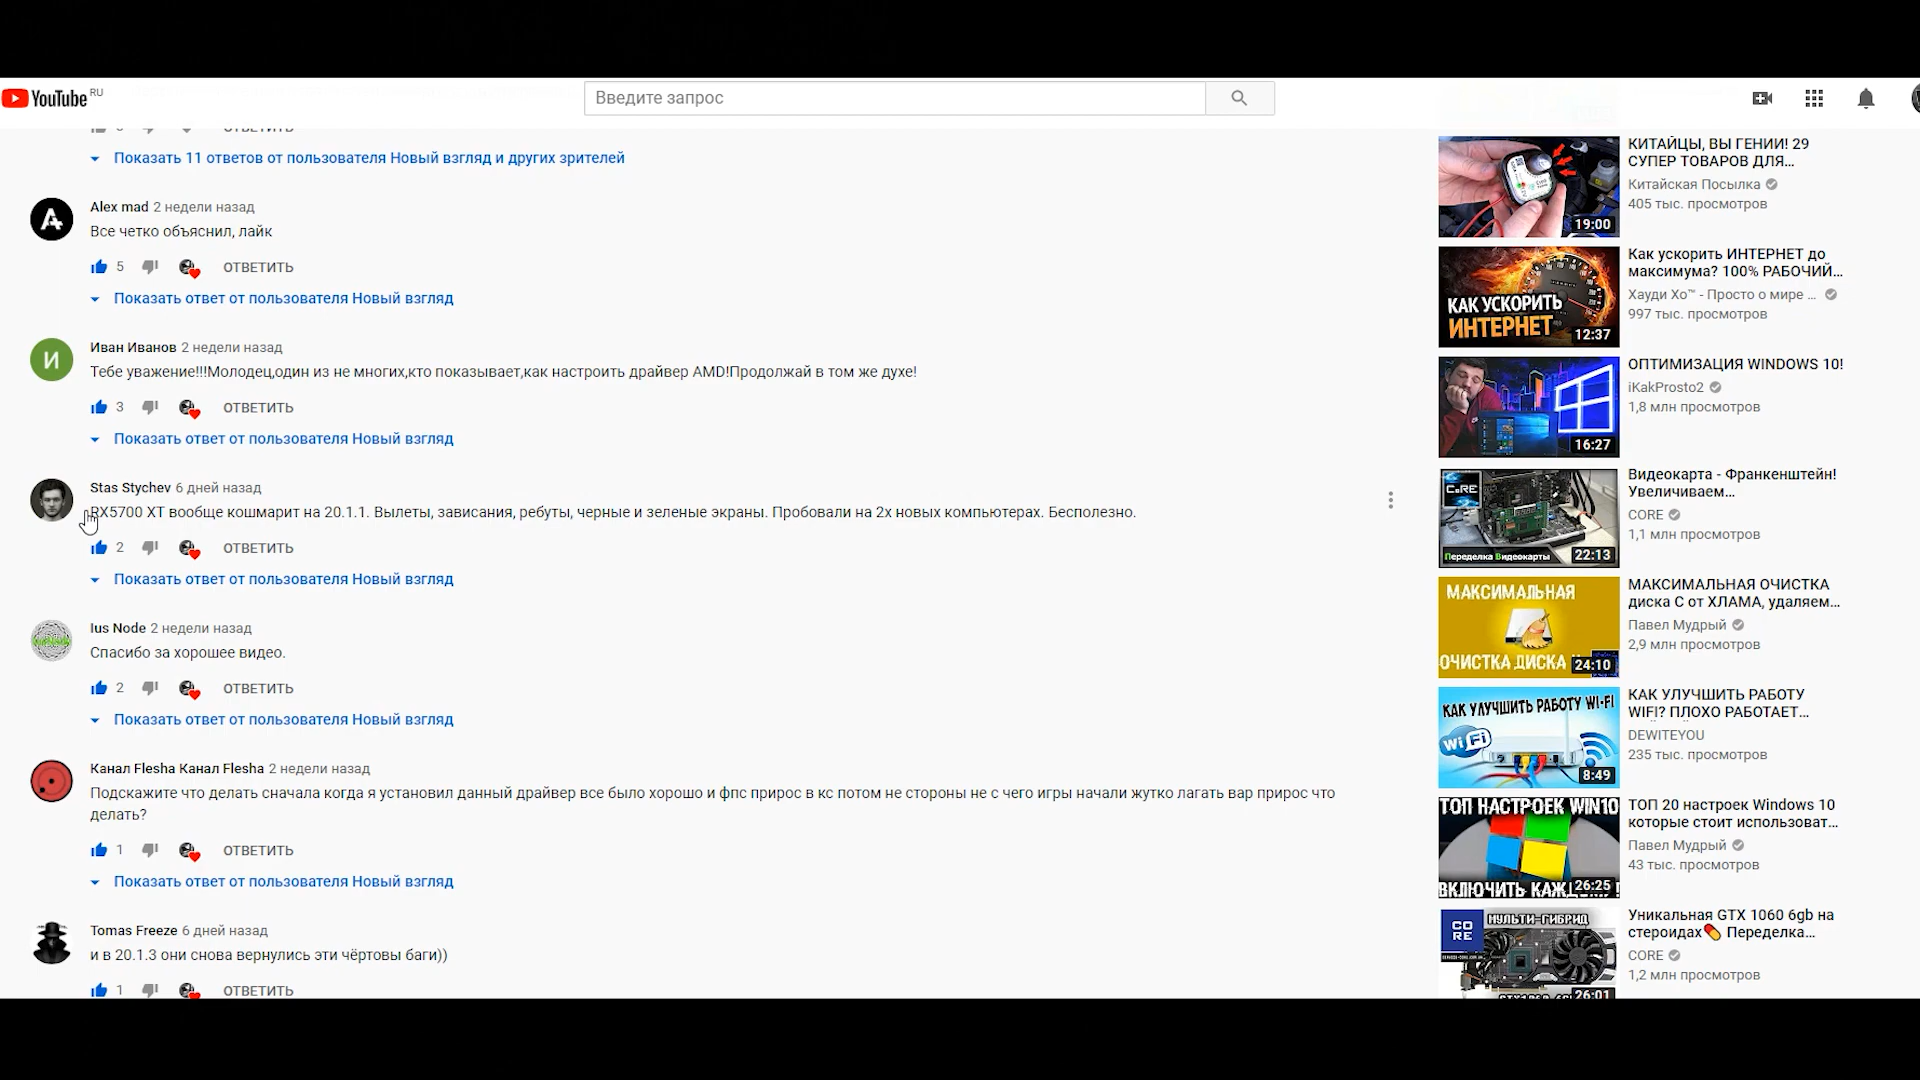 YouTube RU
Введите запрос
ОТВЕТИТЬ
Показать 11 ответов от пользователя Новый взгляд и других зрителей
Alex mad 2 недели назад
Все четко объяснил, лайк
5 ОТВЕТИТЬ
Показать ответ от пользователя Новый взгляд
Иван Иванов 2 недели назад
Тебе уважение!!!Молодец,один из не многих,кто показывает,как настроить драйвер AMD!Продолжай в том же духе!
3 ОТВЕТИТЬ
Показать ответ от пользователя Новый взгляд
Stas Stychev 6 дней назад
RX5700 XT вообще кошмарит на 20.1.1. Вылеты, зависания, ребуты, черные и зеленые экраны. Пробовали на 2х новых компьютерах. Бесполезно.
2 ОТВЕТИТЬ
Показать ответ от пользователя Новый взгляд
Ius Node 2 недели назад
Спасибо за хорошее видео.
2 ОТВЕТИТЬ
Показать ответ от пользователя Новый взгляд
Канал Flesha Канал Flesha 2 недели назад
Подскажите что делать сначала когда я установил данный драйвер все было хорошо и фпс прирос в кс потом не стороны не с чего игры начали жутко лагать вар прирос что
делать?
1 ОТВЕТИТЬ
Показать ответ от пользователя Новый взгляд
Tomas Freeze 6 дней назад
и в 20.1.3 они снова вернулись эти чёртовы баги))
1 ОТВЕТИТЬ
19:00
КИТАЙЦЫ, ВЫ ГЕНИИ! 29
СУПЕР ТОВАРОВ ДЛЯ...
Китайская Посылка
405 тыс. просмотров
КАК УСКОРИТЬ
ИНТЕРНЕТ
12:37
Как ускорить ИНТЕРНЕТ до
максимума? 100% РАБОЧИЙ...
Хауди Хо™ - Просто о мире ...
997 тыс. просмотров
16:27
ОПТИМИЗАЦИЯ WINDOWS 10!
iKakProsto2
1,8 млн просмотров
CORE
Переделка Видеокарты
22:13
Видеокарта - Франкенштейн!
Увеличиваем...
CORE
1,1 млн просмотров
МАКСИМАЛЬНАЯ
ОЧИСТКА ДИСКА
24:10
МАКСИМАЛЬНАЯ ОЧИСТКА
диска С от ХЛАМА, удаляем...
Павел Мудрый
2,9 млн просмотров
КАК УЛУЧШИТЬ РАБОТУ WI-FI
WiFi
8:49
КАК УЛУЧШИТЬ РАБОТУ
WIFI? ПЛОХО РАБОТАЕТ...
DEWITEYOU
235 тыс. просмотров
ТОП НАСТРОЕК WIN10
ВКЛЮЧИТЬ
26:25
ТОП 20 настроек Windows 10
которые стоит использоват...
Павел Мудрый
43 тыс. просмотров
CO
RE
МУЛЬТИ-ГИБРИД
26:01
Уникальная GTX 1060 6gb на
стероидах💊 Переделка...
CORE
1,2 млн просмотров